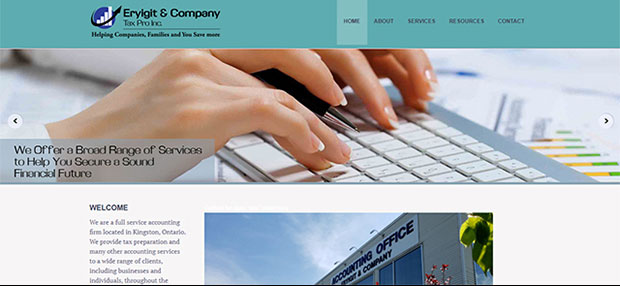 Eryigit & Company
Tax Pro Inc.
Helping Companies, Families and You Save more
HOME ABOUT SERVICES RESOURCES CONTACT
We Offer a Broad Range of Services
to Help You Secure a Sound
Financial Future
WELCOME
We are a full service accounting
firm located in Kingston, Ontario.
We provide tax preparation and
many other accounting services
to a wide range of clients,
including businesses and
individuals, throughout the
ACCOUNTING OFFICE
ERYIGIT & COMPANY